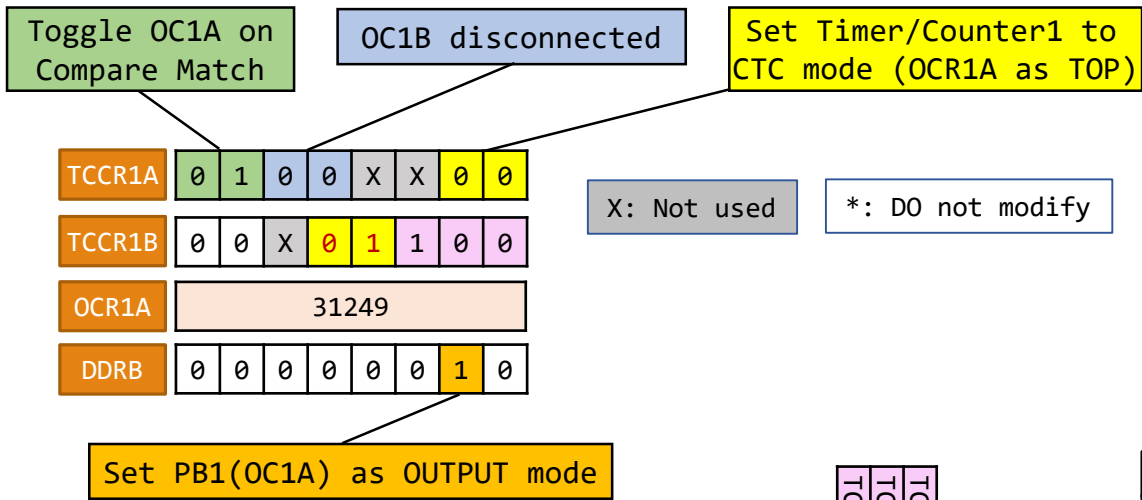 Toggle OC1A on
Compare Match
OC1B disconnected
Set Timer/Counter1 to
CTC mode (OCR1A as TOP)
TCCR1A 0 1 0 0 X X 0 0
X: Not used
*: DO not modify
TCCR1B 0 0 X 0 1 1 0 0
OCR1A 31249
DDRB 0 0 0 0 0 0 1 0
Set PB1(OC1A) as OUTPUT mode